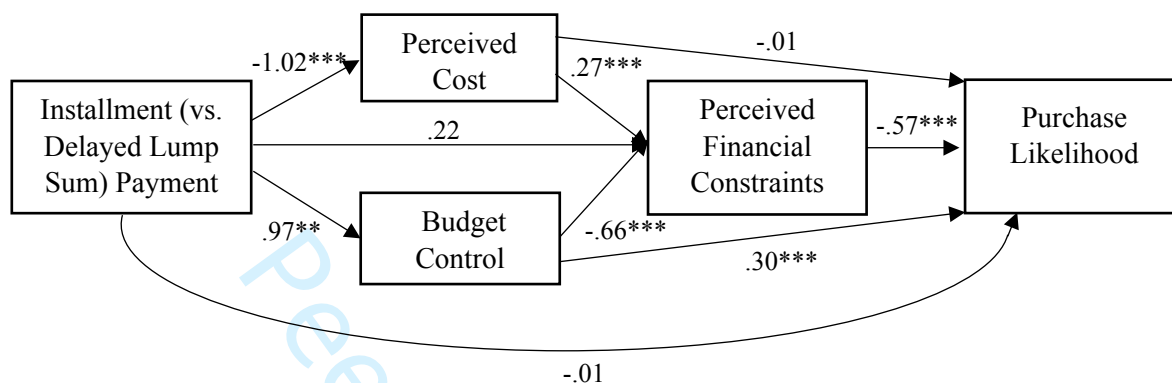 Perceived
Cost
-1.02***
-.01
.27***
Installment (vs.
Delayed Lump
Sum) Payment
.22
Perceived
Financial
Constraints
-.57***
Purchase
Likelihood
.97**
Budget
Control
-.66***
.30***
-.01
Pee